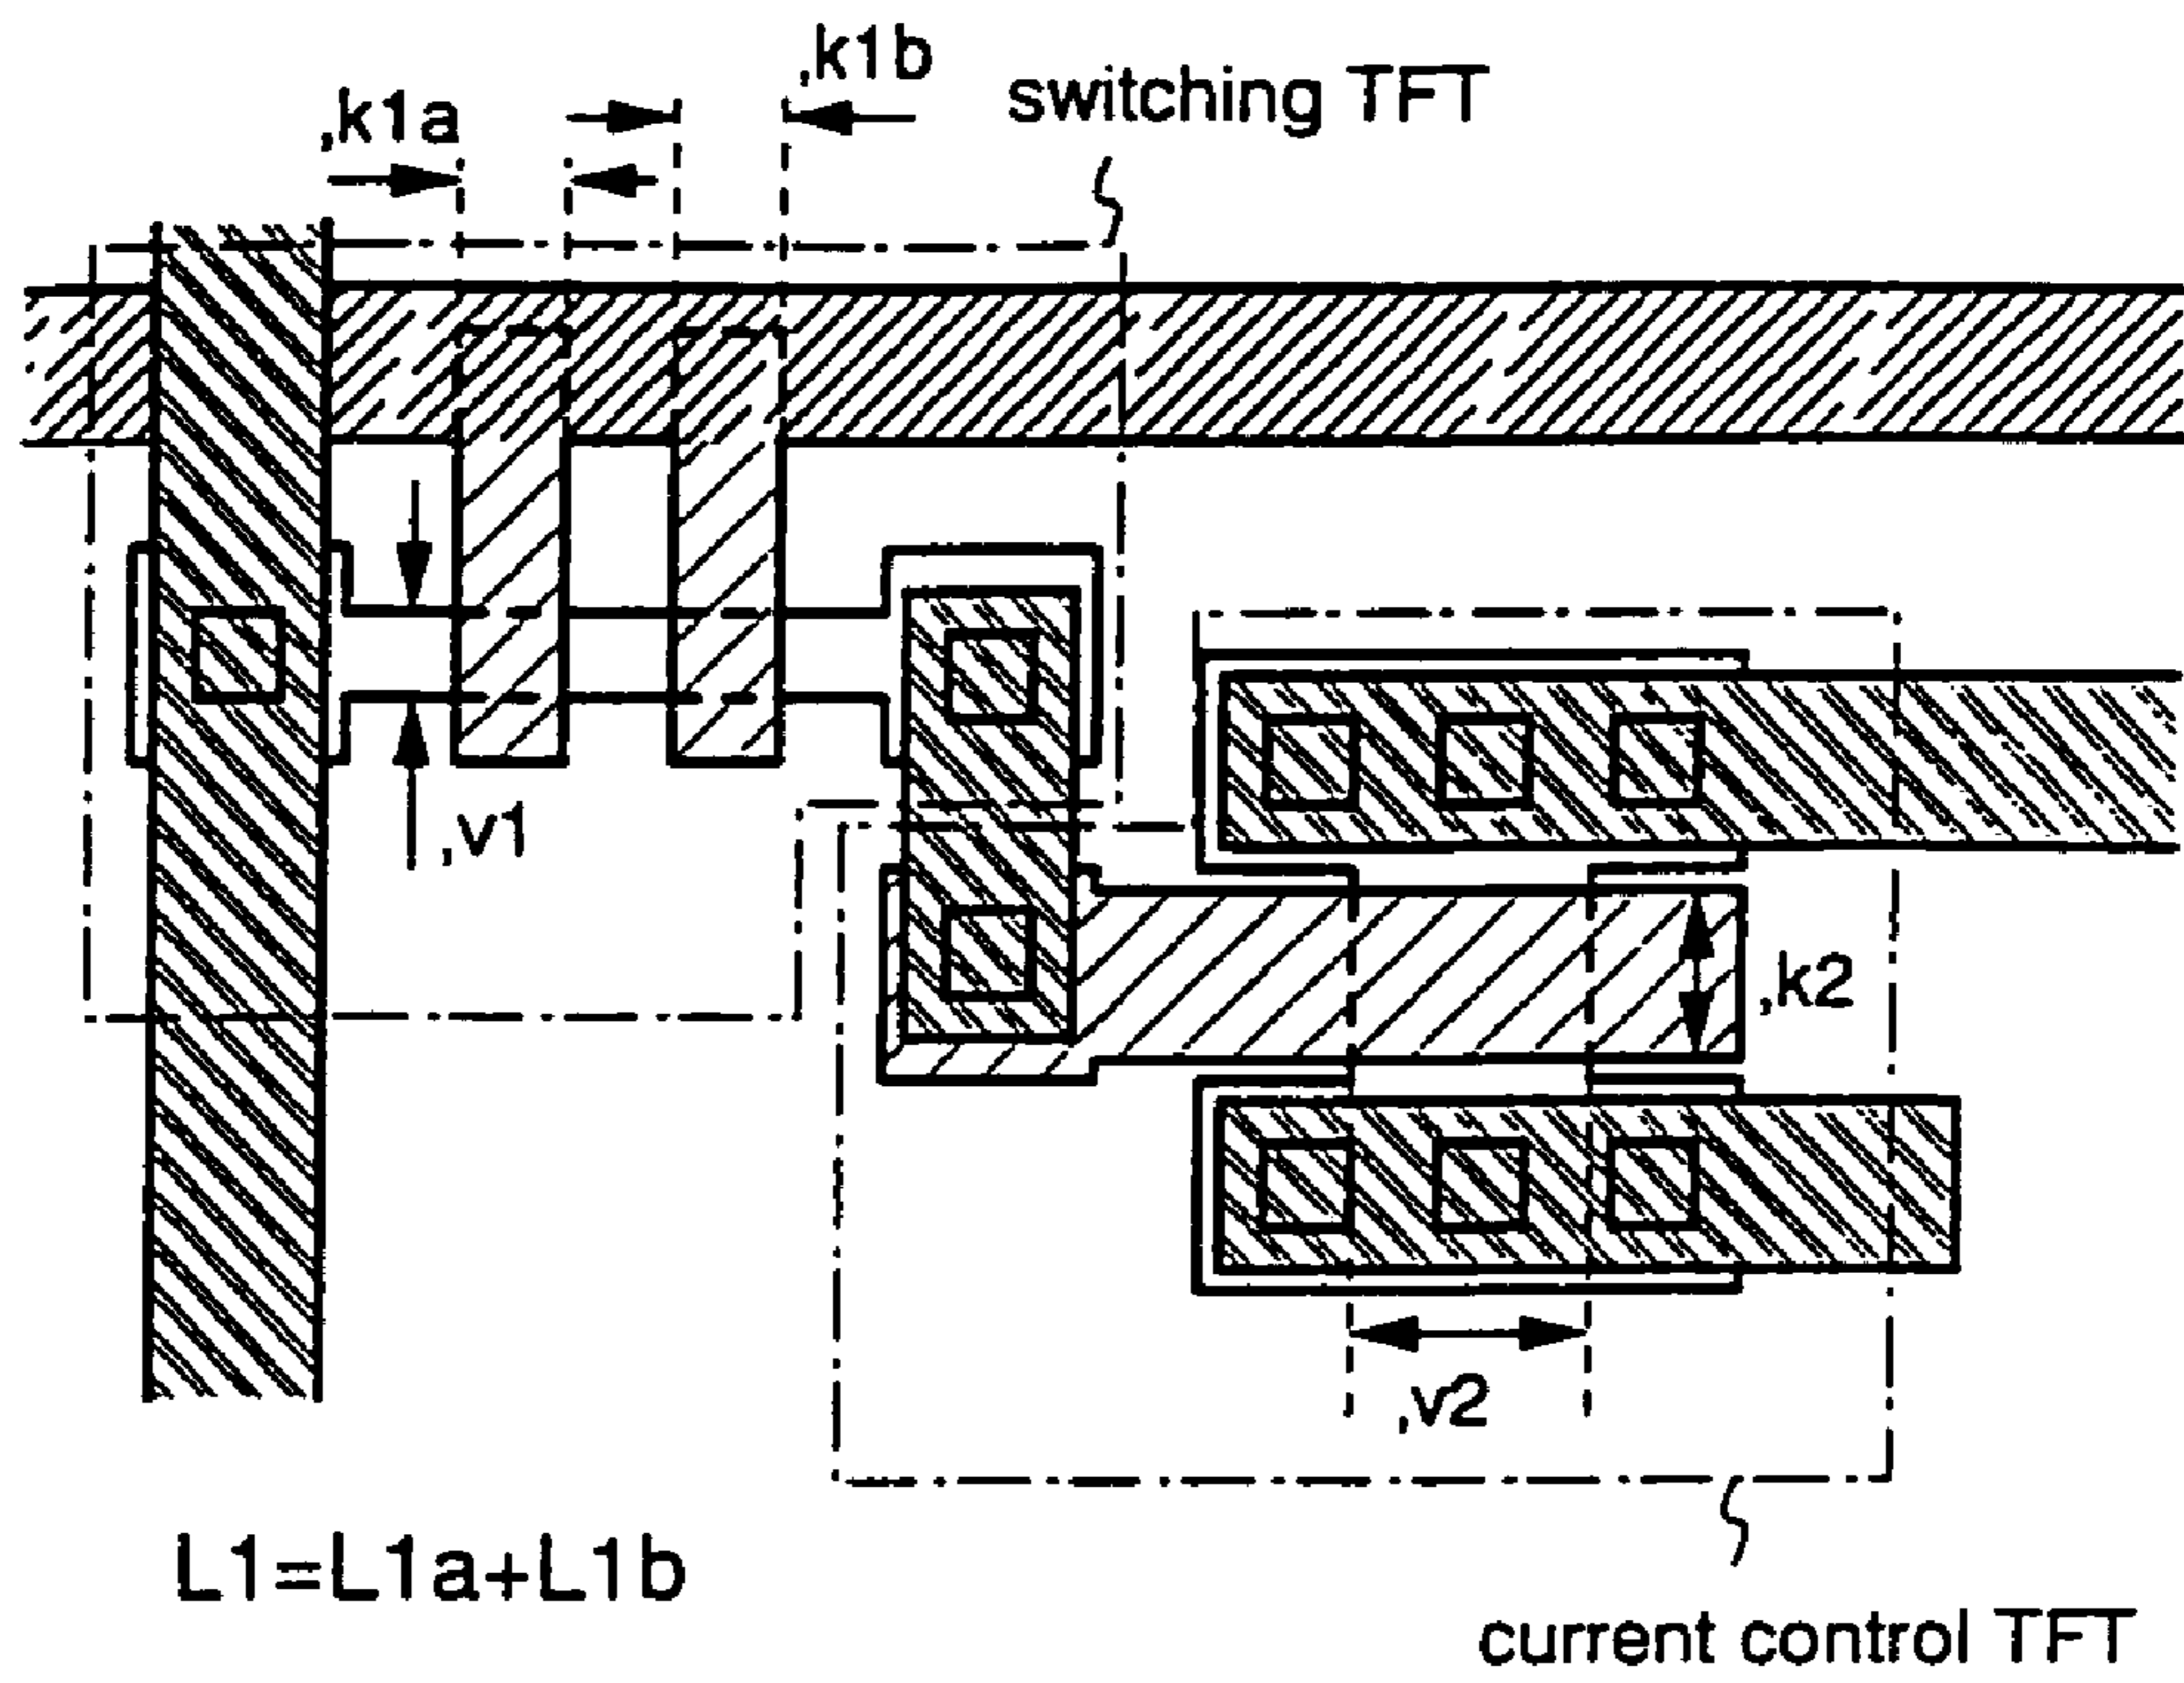 ,k1b
switching TFT
,k1a
,v1
,k2
,v2
L1=L1a+L1b
current control TFT